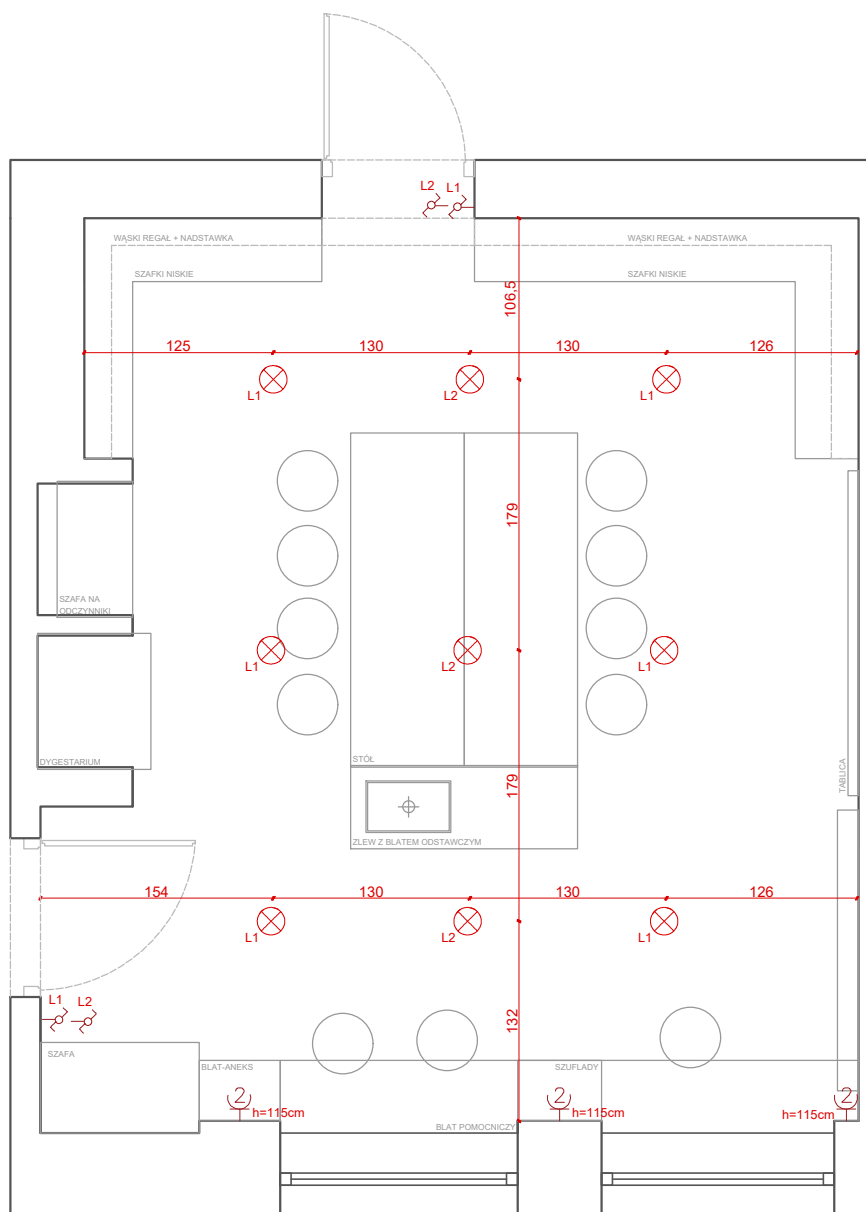 L2 L1
WĄSKI REGAŁ + NADSTAWKA WĄSKI REGAŁ + NADSTAWKA
SZAFKI NISKIE SZAFKI NISKIE
106,5
125 130 130 126
L1 L2 L1
179
SZAFA NA
ODCZYNNIKI
L1 L2 L1
DYGESTARIUM
STÓŁ
179
TABLICA
ZLEW Z BLATEM ODSTAWCZYM
154 130 130 126
L1 L2 L1
L1 L2
132
SZAFA
BLAT-ANEKS SZUFLADY
2 2 2
h=115cm h=115cm h=115cm
BLAT POMOCNICZY